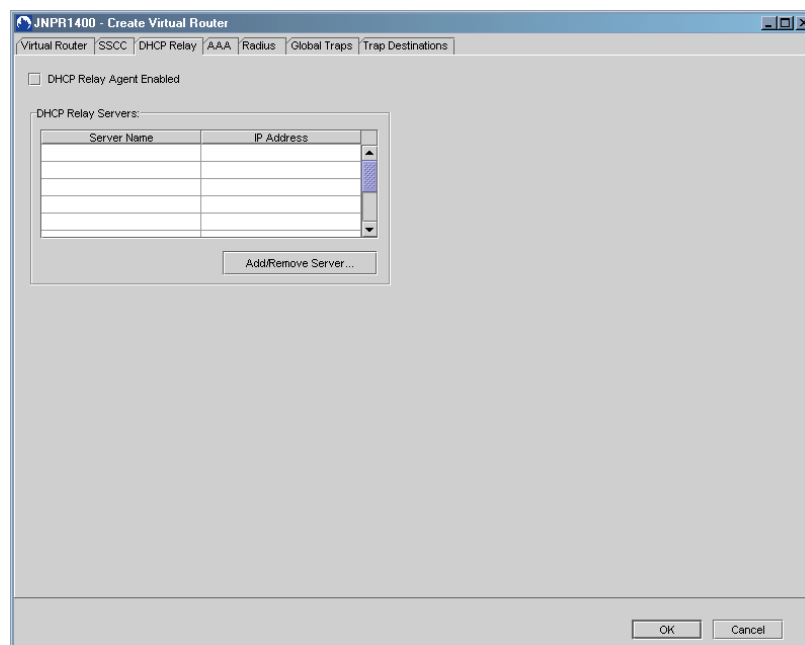 JNPR1400 - Create Virtual Router
Virtual Router SSCC DHCP Relay AAA Radius Global Traps Trap Destinations
DHCP Relay Agent Enabled
DHCP Relay Servers:
Server Name IP Address
Add/Remove Server...
OK Cancel